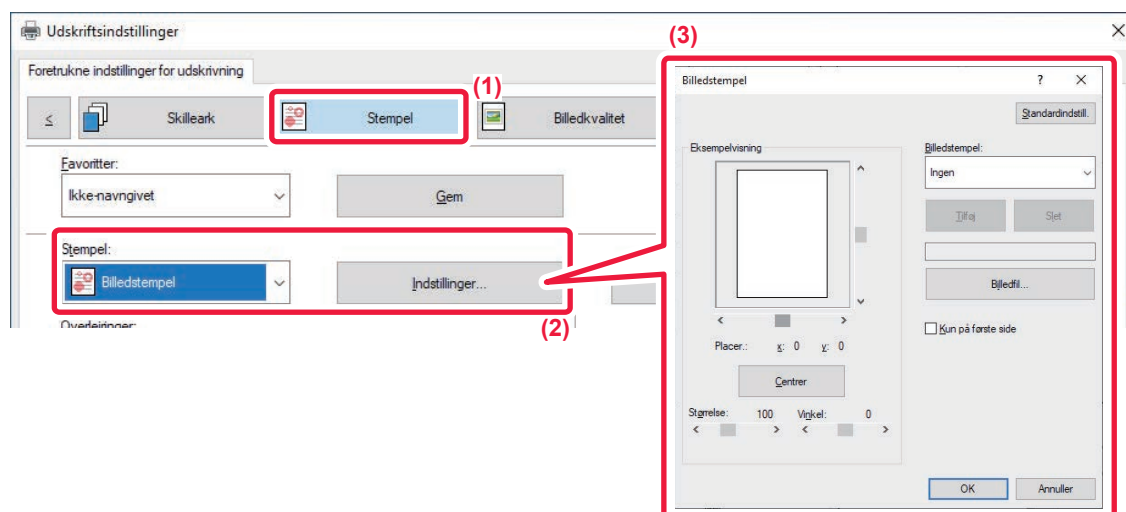 Udskriftsindstillinger
(3)
Foretrukne indstillinger for udskrivning
(1)
< Skilleark Stempel Billedkvalitet
Favoritter:
Ikke-navngivet Gem
Stempel:
Billedstempel Indstillinger...
(2)
Overlejringer:
Billedstempel ? X
Standardindstill.
Eksempelvisning
Billedstempel:
Ingen
Tilføj Slet
Billedfil...
Kun på første side
Placer.: x: 0 y: 0
Centrer
Størrelse: 100 Vinkel: 0
OK Annuller